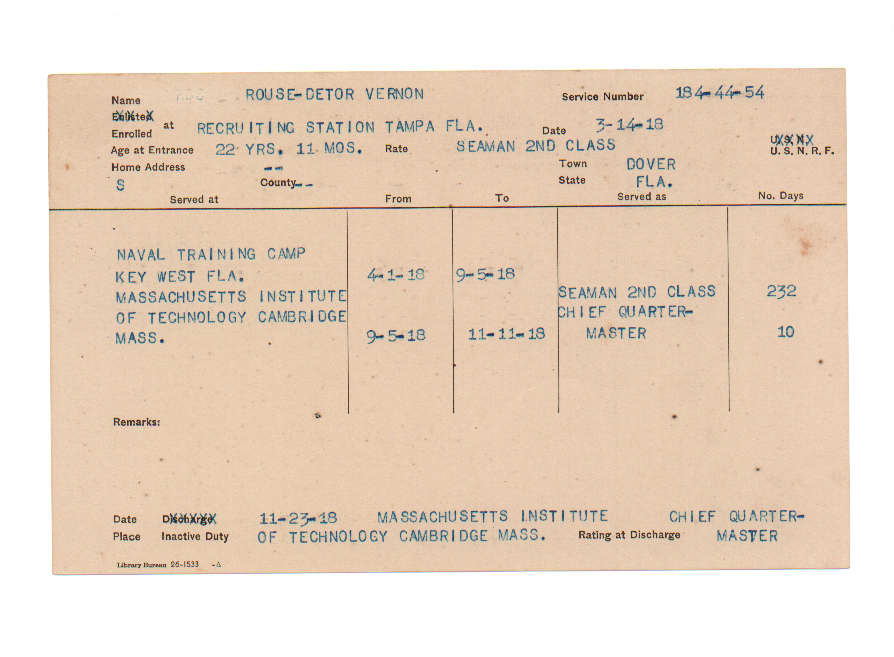 Name ROUSE-DETOR VERNON Service Number 184-44-54
Enlisted
Enrolled at RECRUITING STATION TAMPA FLA. Date 3-14-18
Age at Entrance 22 YRS. 11 MOS. Rate SEAMAN 2ND CLASS U.S.N.
U. S. N. R. F.
Home Address -- Town DOVER
S County-- State FLA.
Served at From To Served as No. Days
NAVAL TRAINING CAMP
KEY WEST FLA. 4-1-18 9-5-18
MASSACHUSETTS INSTITUTE SEAMAN 2ND CLASS 232
OF TECHNOLOGY CAMBRIDGE CHIEF QUARTER-
MASS. 9-5-18 11-11-18 MASTER 10
Remarks:
Date Discharge 11-23-18 MASSACHUSETTS INSTITUTE CHIEF QUARTER-
Place Inactive Duty OF TECHNOLOGY CAMBRIDGE MASS. Rating at Discharge MASTER
Library Bureau 26-1533 -A